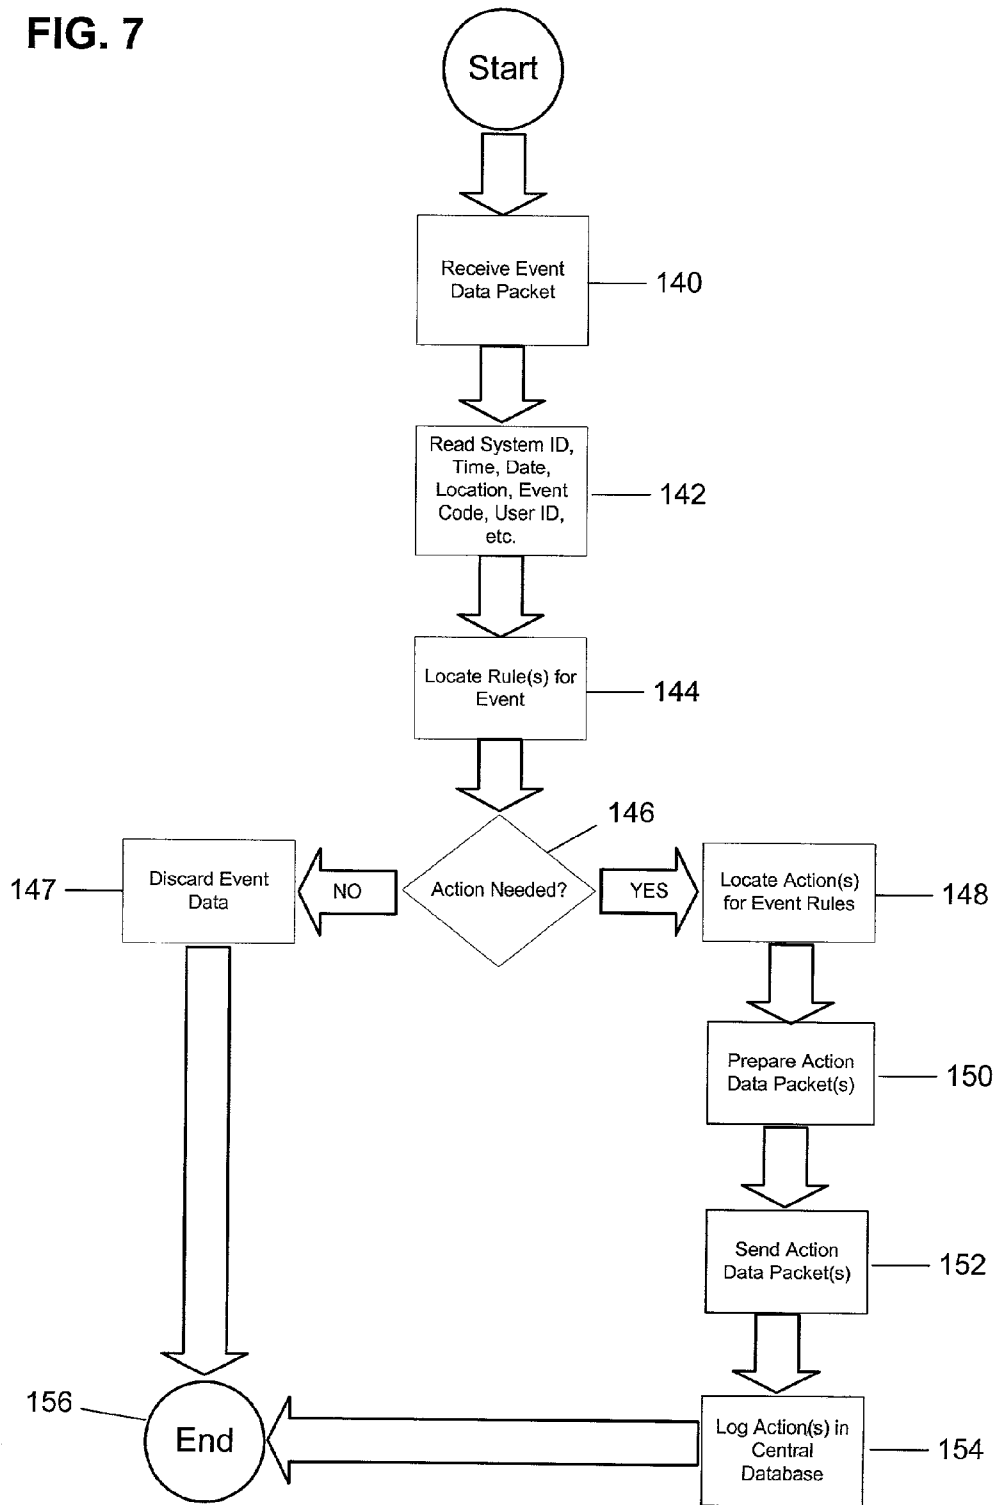 FIG. 7
Start
Receive Event
Data Packet
140
Read System ID,
Time, Date,
Location, Event
Code, User ID,
etc.
142
Locate Rule(s) for
Event
144
146
Action Needed?
NO
YES
147
Discard Event
Data
Locate Action(s)
for Event Rules
148
Prepare Action
Data Packet(s)
150
Send Action
Data Packet(s)
152
Log Action(s) in
Central
Database
154
156
End